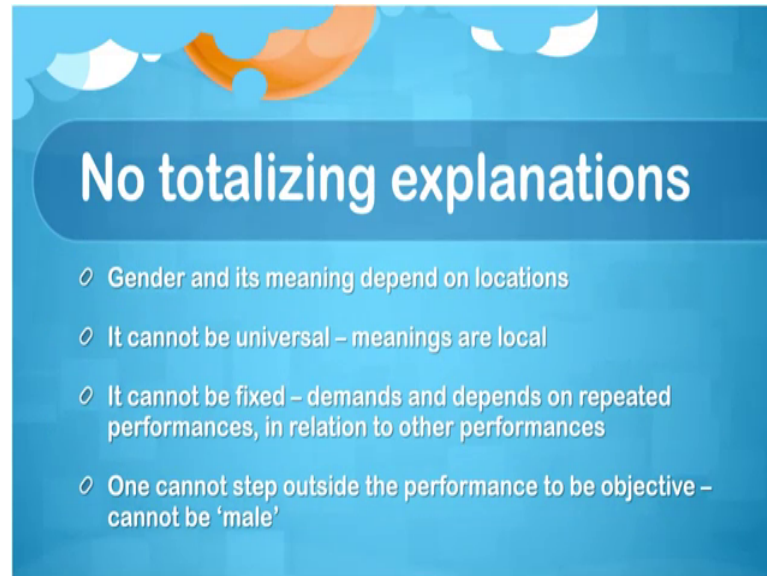 No totalizing explanations
Gender and its meaning depend on locations
It cannot be universal – meanings are local
It cannot be fixed – demands and depends on repeated
performances, in relation to other performances
One cannot step outside the performance to be objective –
cannot be ‘male’